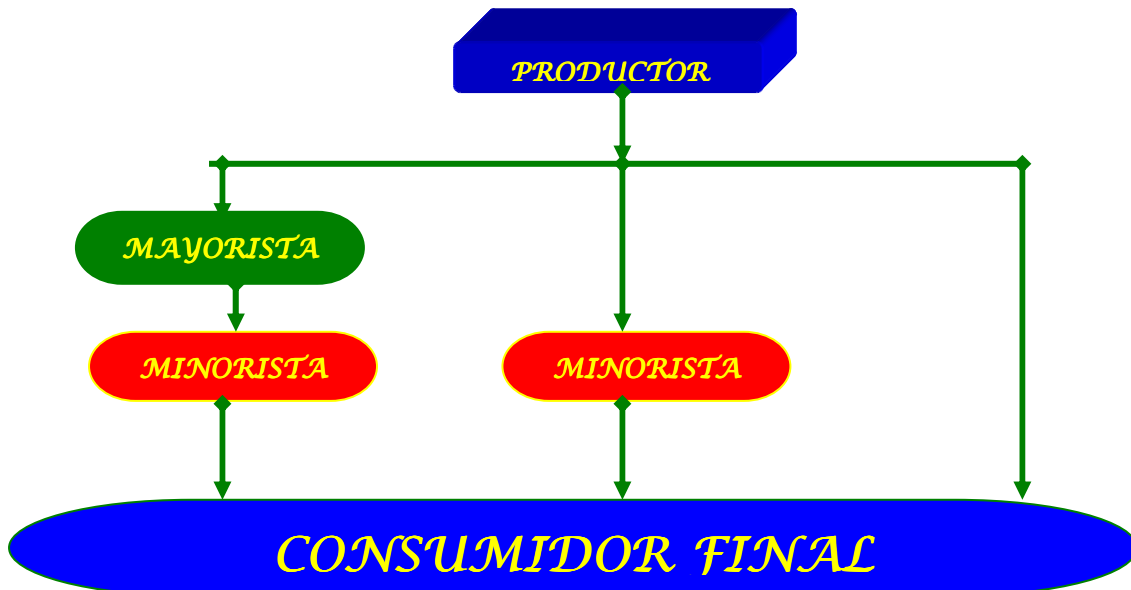 PRODUCTOR
MAYORISTA
MINORISTA
MINORISTA
CONSUMIDOR FINAL